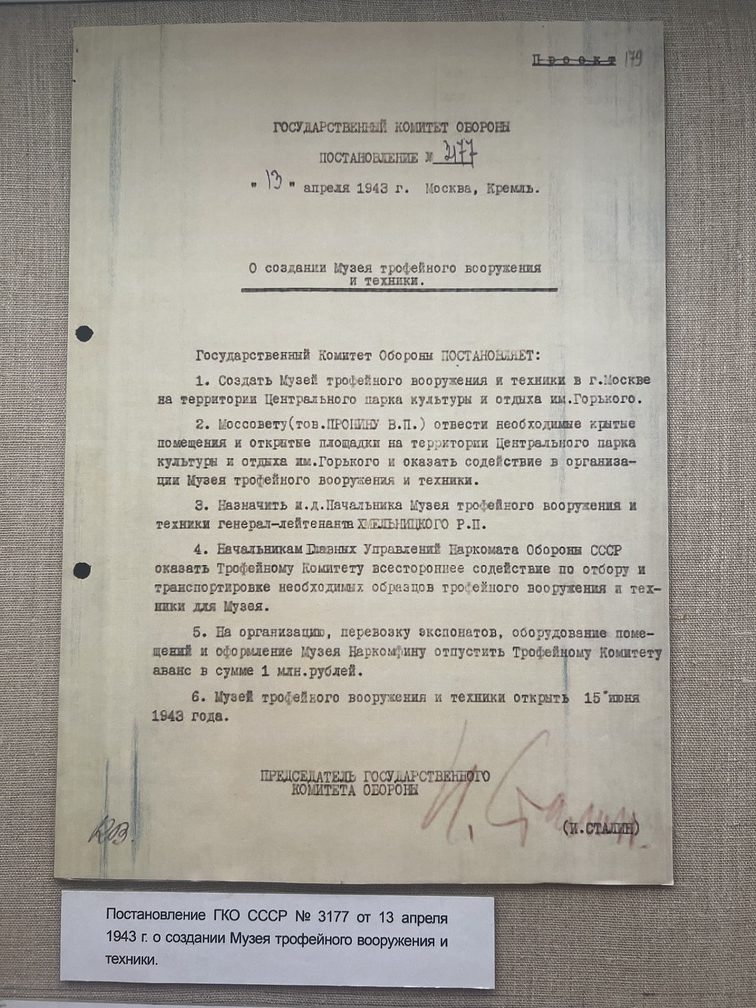 Проект 179
ГОСУДАРСТВЕННЫЙ КОМИТЕТ ОБОРОНЫ
ПОСТАНОВЛЕНИЕ № 3177
" 13 " апреля 1943 г. Москва, Кремль.
О создании Музея трофейного вооружения
и техники.
Государственный Комитет Обороны ПОСТАНОВЛЯЕТ:
1. Создать Музей трофейного вооружения и техники в г.Москве
на территории Центрального парка культуры и отдыха им.Горького.
2. Моссовету(тов.ПРОНИНУ В.П.) отвести необходимые крытые
помещения и открытые площадки на территории Центрального парка
культуры и отдыха им.Горького и оказать содействие в организа-
ции Музея трофейного вооружения и техники.
3. Назначить и.д.Начальника Музея трофейного вооружения и
техники генерал-лейтенанта ХМЕЛЬНИЦКОГО Р.П.
4. Начальникам Главных Управлений Наркомата Обороны СССР
оказать Трофейному Комитету всестороннее содействие по отбору и
транспортировке необходимых образцов трофейного вооружения и тех-
ники для Музея.
5. На организацию, перевозку экспонатов, оборудование поме-
щений и оформление Музея Наркомфину отпустить Трофейному Комитету
аванс в сумме 1 млн.рублей.
6. Музей трофейного вооружения и техники открыть 15 июня
1943 года.
ПРЕДСЕДАТЕЛЬ ГОСУДАРСТВЕННОГО
КОМИТЕТА ОБОРОНЫ
И. Сталин.
(И.СТАЛИН)
Постановление ГКО СССР № 3177 от 13 апреля
1943 г. о создании Музея трофейного вооружения и
техники.